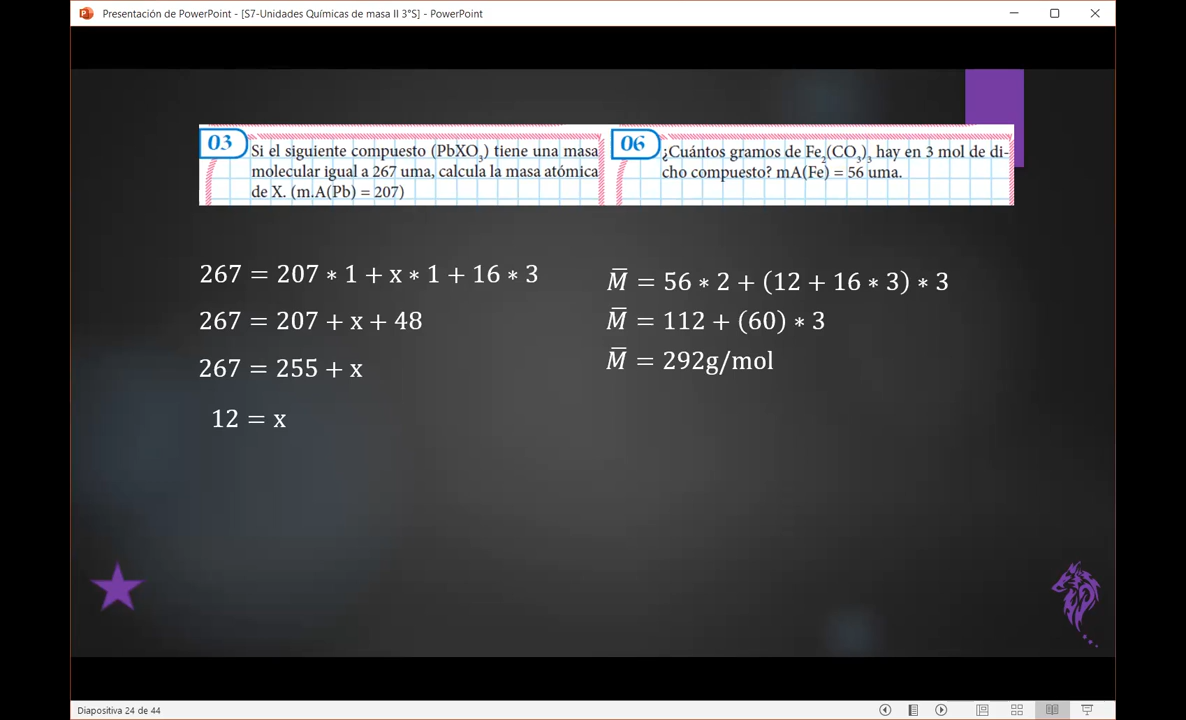 Presentación de PowerPoint - [S7-Unidades Químicas de masa II 3°S] - PowerPoint
03
Si el siguiente compuesto (PbXO₃) tiene una masa
molecular igual a 267 uma, calcula la masa atómica
de X. (m.A(Pb) = 207)
06
¿Cuántos gramos de Fe₂(CO₃)₃ hay en 3 mol de di-
cho compuesto? mA(Fe) = 56 uma.
267 = 207 ∗ 1 + x ∗ 1 + 16 ∗ 3
267 = 207 + x + 48
267 = 255 + x
12 = x
M̅ = 56 ∗ 2 + (12 + 16 ∗ 3) ∗ 3
M̅ = 112 + (60) ∗ 3
M̅ = 292g/mol
Diapositiva 24 de 44